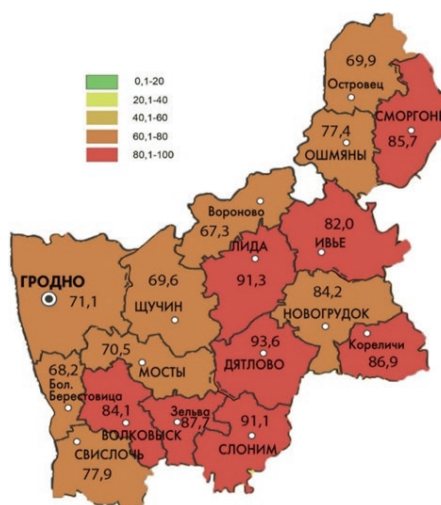 0,1-20
20,1-40
40,1-60
60,1-80
80,1-100
69,9
Островец
СМОРГОНЬ
85,7
77,4
ОШМЯНЫ
Вороново
67,3
82,0
ИВЬЕ
ЛИДА
91,3
69,6
ЩУЧИН
ГРОДНО
71,1
84,2
НОВОГРУДОК
Кореличи
86,9
93,6
ДЯТЛОВО
70,5
МОСТЫ
68,2
Бол.
Берестовица
84,1
ВОЛКОВЫСК
Зельва
87,7
91,1
СЛОНИМ
СВИСЛОЧЬ
77,9